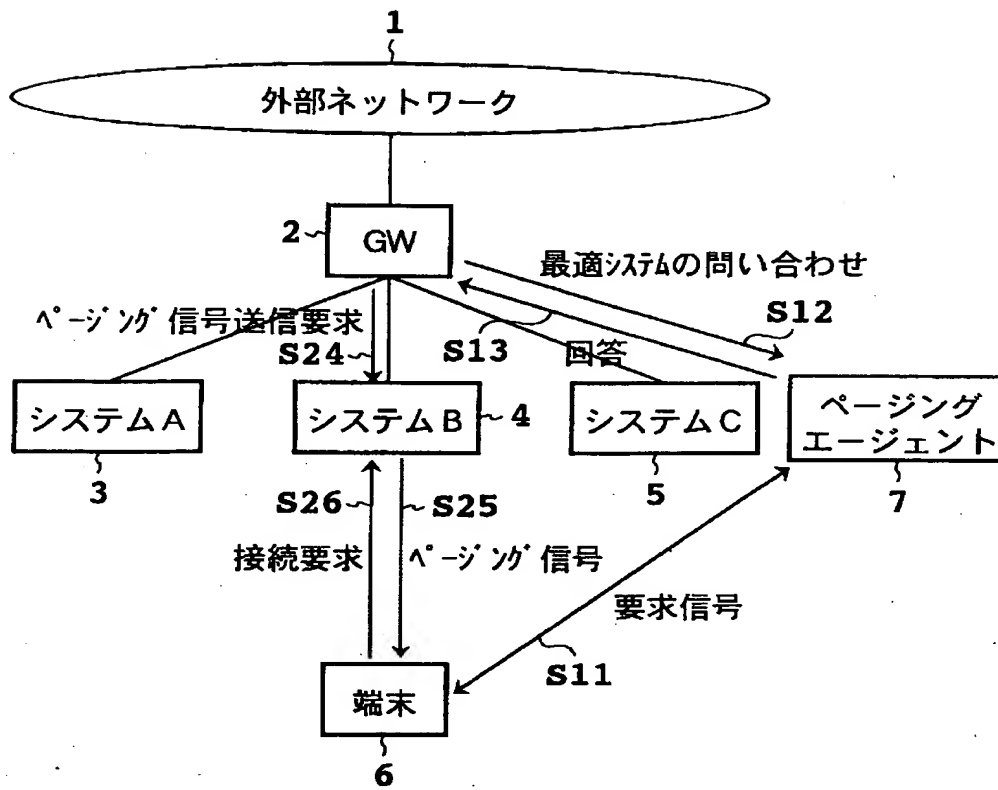 1
外部ネットワーク
2
GW
最適ｼｽﾃﾑの問い合わせ
S12
ﾍﾟｰｼﾞﾝｸﾞ信号送信要求
S24
S13
回答
システムA
システムB
4
システムC
ページング
エージェント
3
5
7
S26
S25
接続要求
ﾍﾟｰｼﾞﾝｸﾞ信号
要求信号
S11
端末
6